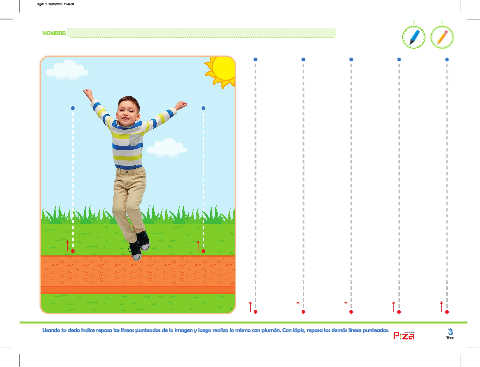 NOMBRE:
Usando tu dedo índice repasa las líneas punteadas de la imagen y luego realiza lo mismo con plumón. Con lápiz, repasa las demás líneas punteadas.
3